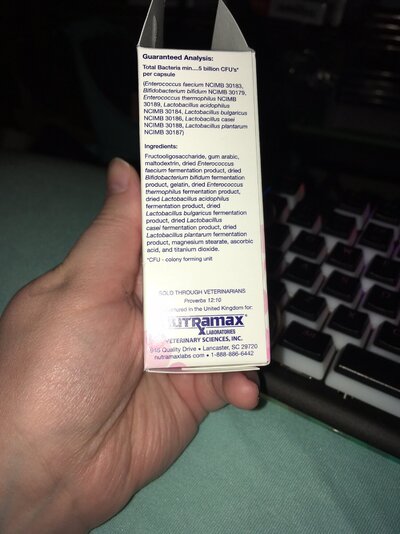 Guaranteed Analysis:
Total Bacteria min....5 billion CFU's*
per capsule
(Enterococcus faecium NCIMB 30183,
Bifidobacterium bifidum NCIMB 30179,
Enterococcus thermophilus NCIMB
30189, Lactobacillus acidophilus
NCIMB 30184, Lactobacillus bulgaricus
NCIMB 30186, Lactobacillus casei
NCIMB 30188, Lactobacillus plantarum
NCIMB 30187)
Ingredients:
Fructooligosaccharide, gum arabic,
maltodextrin, dried Enterococcus
faecium fermentation product, dried
Bifidobacterium bifidum fermentation
product, gelatin, dried Enterococcus
thermophilus fermentation product,
dried Lactobacillus acidophilus
fermentation product, dried
Lactobacillus bulgaricus fermentation
product, dried Lactobacillus
casei fermentation product, dried
Lactobacillus plantarum fermentation
product, magnesium stearate, ascorbic
acid, and titanium dioxide.
*CFU - colony forming unit
SOLD THROUGH VETERINARIANS
Proverbs 12:10
in the United Kingdom for:
NUTRAMAX
LABORATORIES
VETERINARY SCIENCES, INC.
Quality Drive • Lancaster, SC 29720
nutramaxlabs.com • 1-888-886-6442